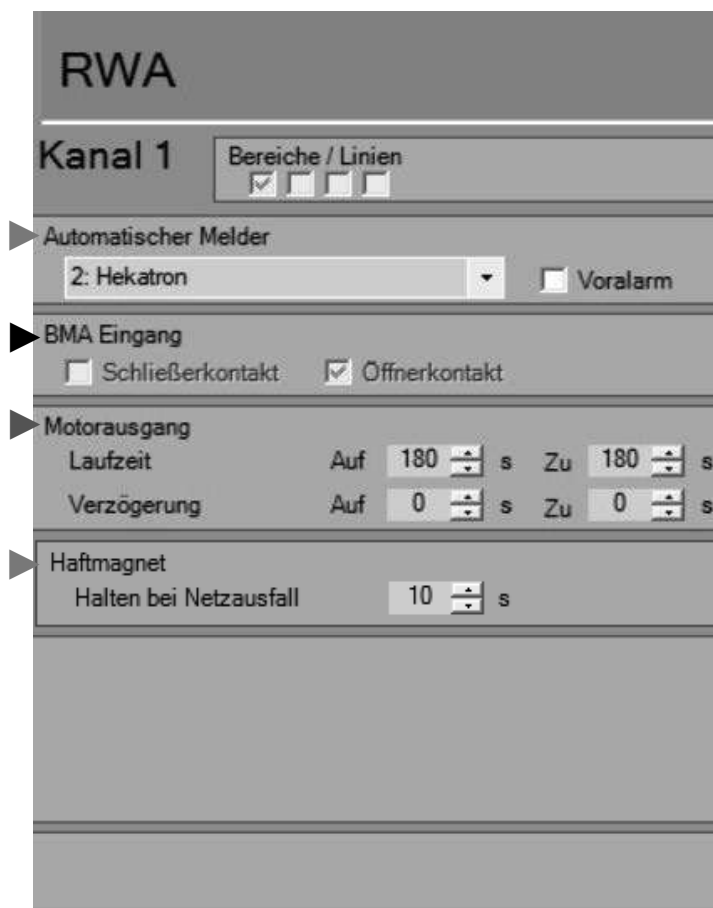 RWA
Kanal 1 Bereiche / Linien
Automatischer Melder
2: Hekatron Voralarm
BMA Eingang
Schließerkontakt Öffnerkontakt
Motorausgang
Laufzeit Auf 180 s Zu 180 s
Verzögerung Auf 0 s Zu 0 s
Haftmagnet
Halten bei Netzausfall 10 s